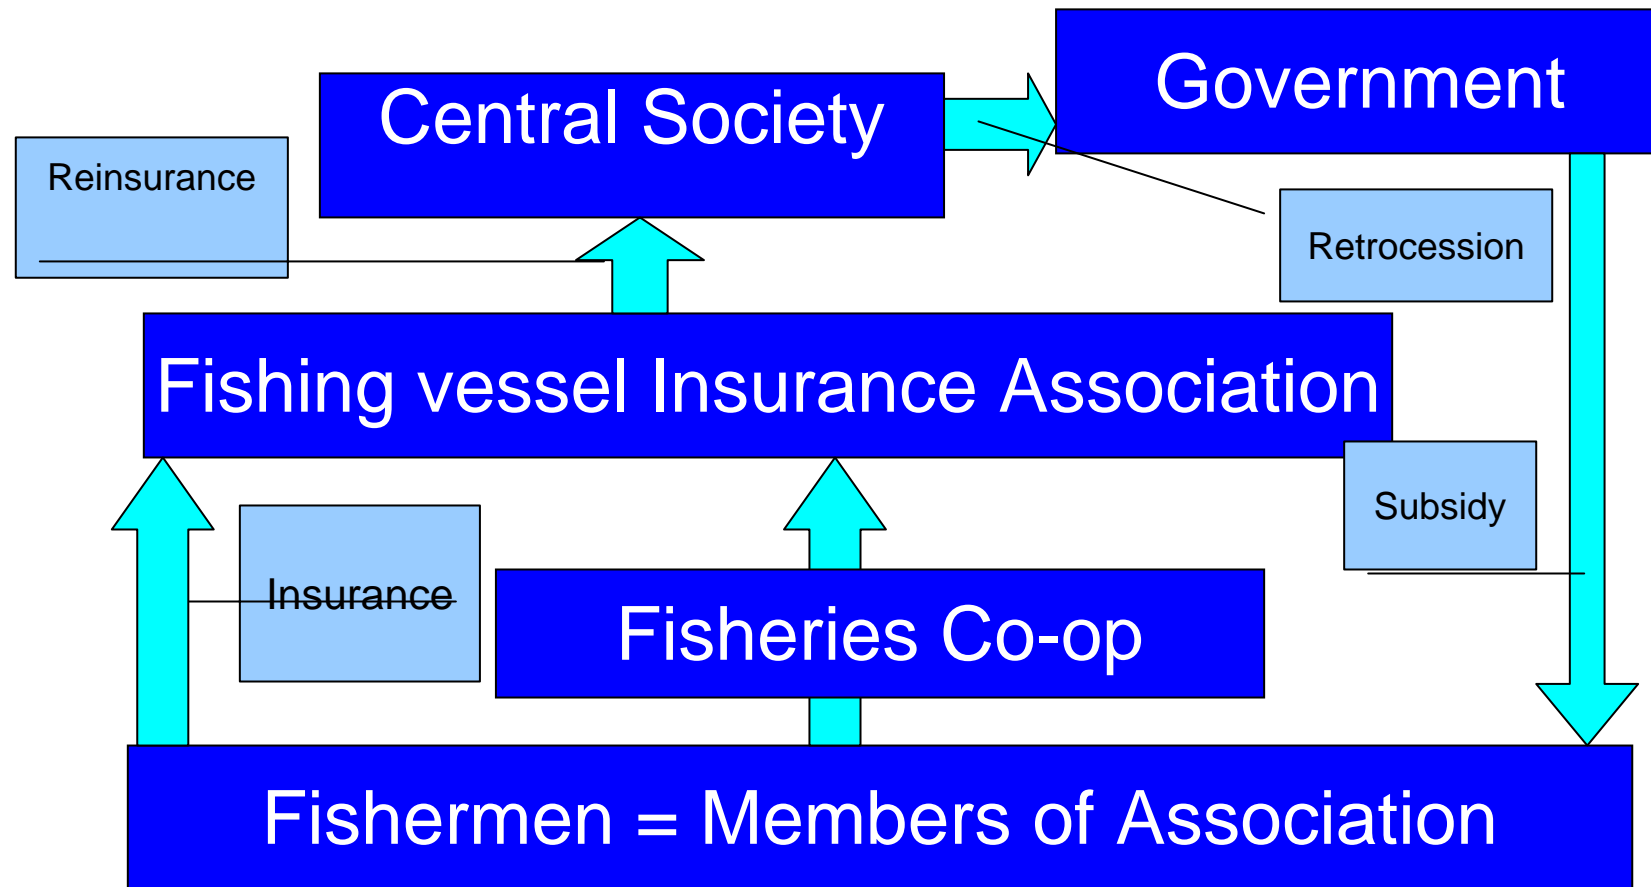 Government
Central Society
Reinsurance
Retrocession
Fishing vessel Insurance Association
Subsidy
Insurance
Fisheries Co-op
Fishermen = Members of Association